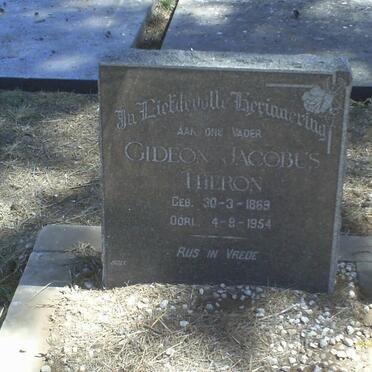 In Liefdevolle Herinnering
AAN ONS VADER
GIDEON JACOBUS
THERON
GEB. 30-3-1869
OORL. 4-8-1954
RUS IN VREDE